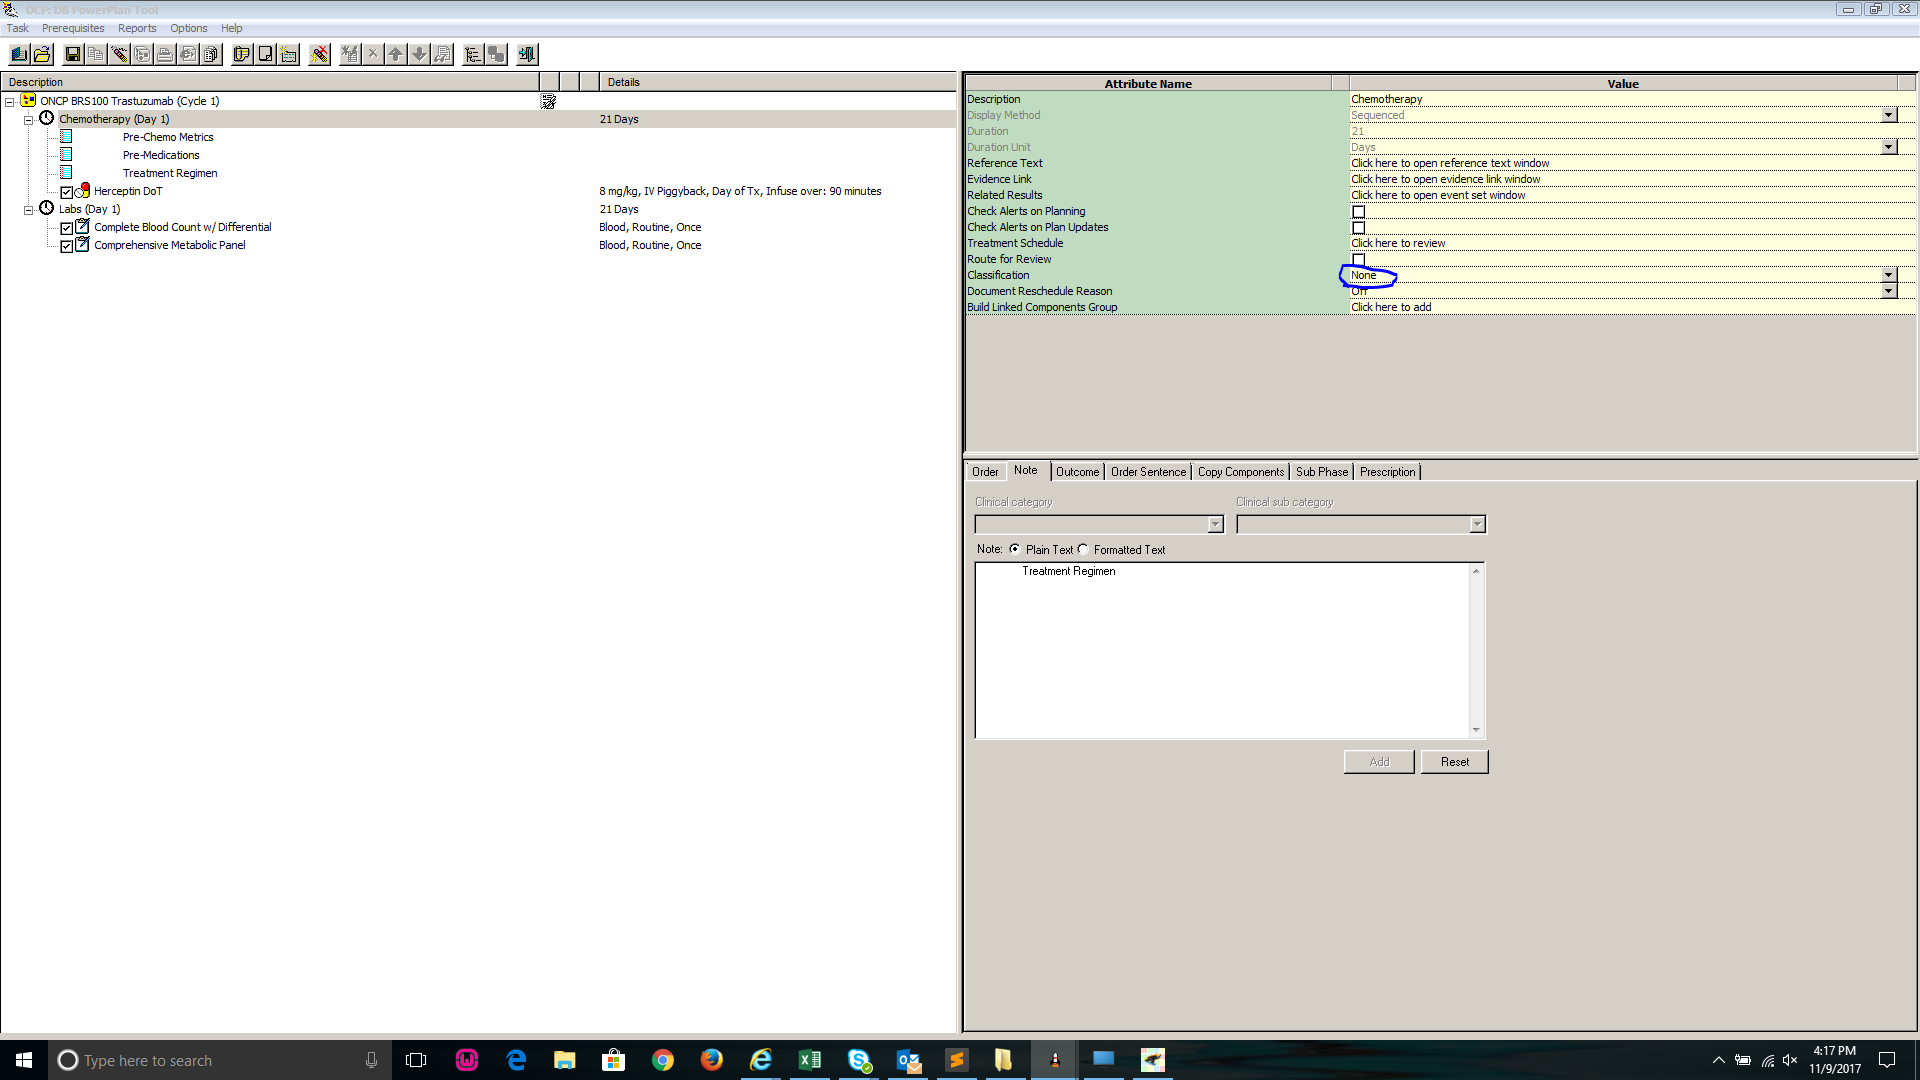 DCP: DB PowerPlan Tool
Task Prerequisites Reports Options Help
Description Details
ONCP BRS100 Trastuzumab (Cycle 1)
Chemotherapy (Day 1) 21 Days
Pre-Chemo Metrics
Pre-Medications
Treatment Regimen
Herceptin DoT 8 mg/kg, IV Piggyback, Day of Tx, Infuse over: 90 minutes
Labs (Day 1) 21 Days
Complete Blood Count w/ Differential Blood, Routine, Once
Comprehensive Metabolic Panel Blood, Routine, Once
Attribute Name Value
Description Chemotherapy
Display Method Sequenced
Duration 21
Duration Unit Days
Reference Text Click here to open reference text window
Evidence Link Click here to open evidence link window
Related Results Click here to open event set window
Check Alerts on Planning
Check Alerts on Plan Updates
Treatment Schedule Click here to review
Route for Review
Classification None
Document Reschedule Reason Off
Build Linked Components Group Click here to add
Order Note Outcome Order Sentence Copy Components Sub Phase Prescription
Clinical category Clinical sub category
Note: Plain Text Formatted Text
Treatment Regimen
Add Reset
Type here to search
4:17 PM
11/9/2017